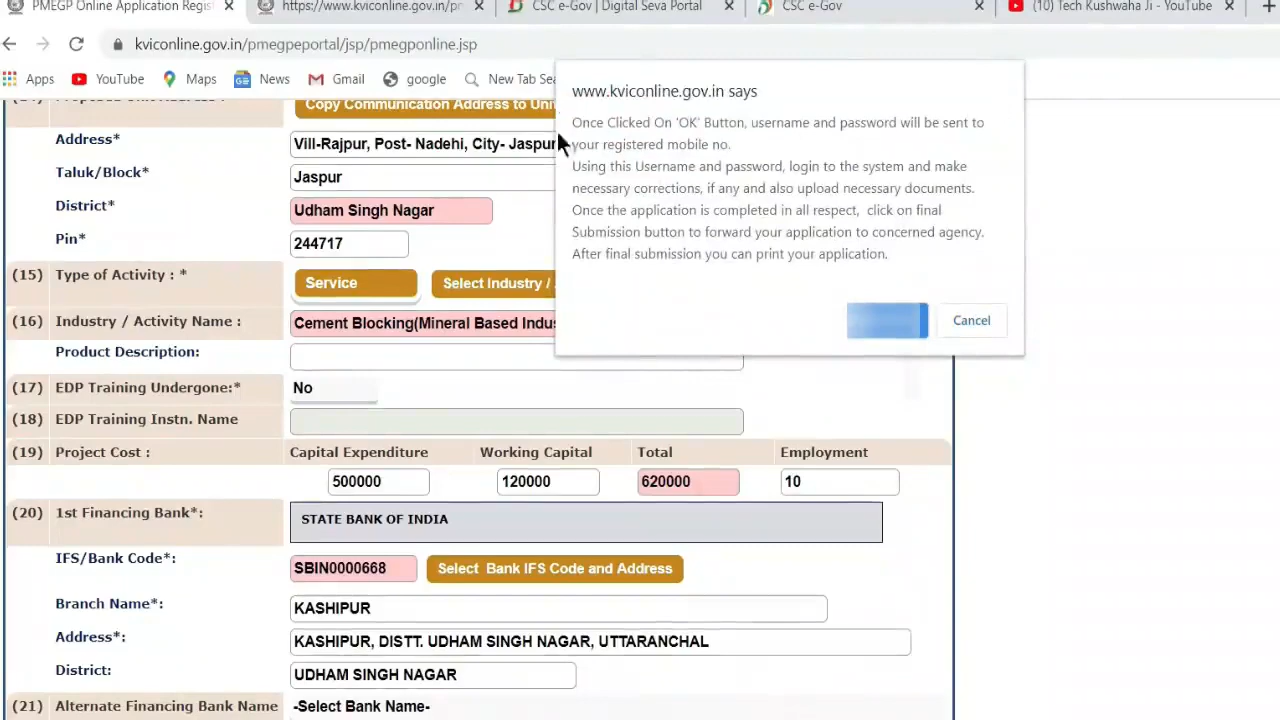 PMEGP Online Application Regist
https://www.kviconline.gov.in/pr
CSC e-Gov | Digital Seva Portal
CSC e-Gov
(10) Tech Kushwaha Ji - YouTube
kviconline.gov.in/pmegpeportal/jsp/pmegponline.jsp
Apps YouTube Maps News Gmail google New Tab Sea
www.kviconline.gov.in says
Once Clicked On 'OK' Button, username and password will be sent to
your registered mobile no.
Using this Username and password, login to the system and make
necessary corrections, if any and also upload necessary documents.
Once the application is completed in all respect, click on final
Submission button to forward your application to concerned agency.
After final submission you can print your application.
Cancel
Copy Communication Address to Uni
Address* Vill-Rajpur, Post- Nadehi, City- Jaspur
Taluk/Block* Jaspur
District* Udham Singh Nagar
Pin* 244717
(15) Type of Activity : * Service Select Industry /
(16) Industry / Activity Name : Cement Blocking(Mineral Based Indus
Product Description:
(17) EDP Training Undergone:* No
(18) EDP Training Instn. Name
(19) Project Cost : Capital Expenditure Working Capital Total Employment
500000 120000 620000 10
(20) 1st Financing Bank*: STATE BANK OF INDIA
IFS/Bank Code*: SBIN0000668 Select Bank IFS Code and Address
Branch Name*: KASHIPUR
Address*: KASHIPUR, DISTT. UDHAM SINGH NAGAR, UTTARANCHAL
District: UDHAM SINGH NAGAR
(21) Alternate Financing Bank Name -Select Bank Name-